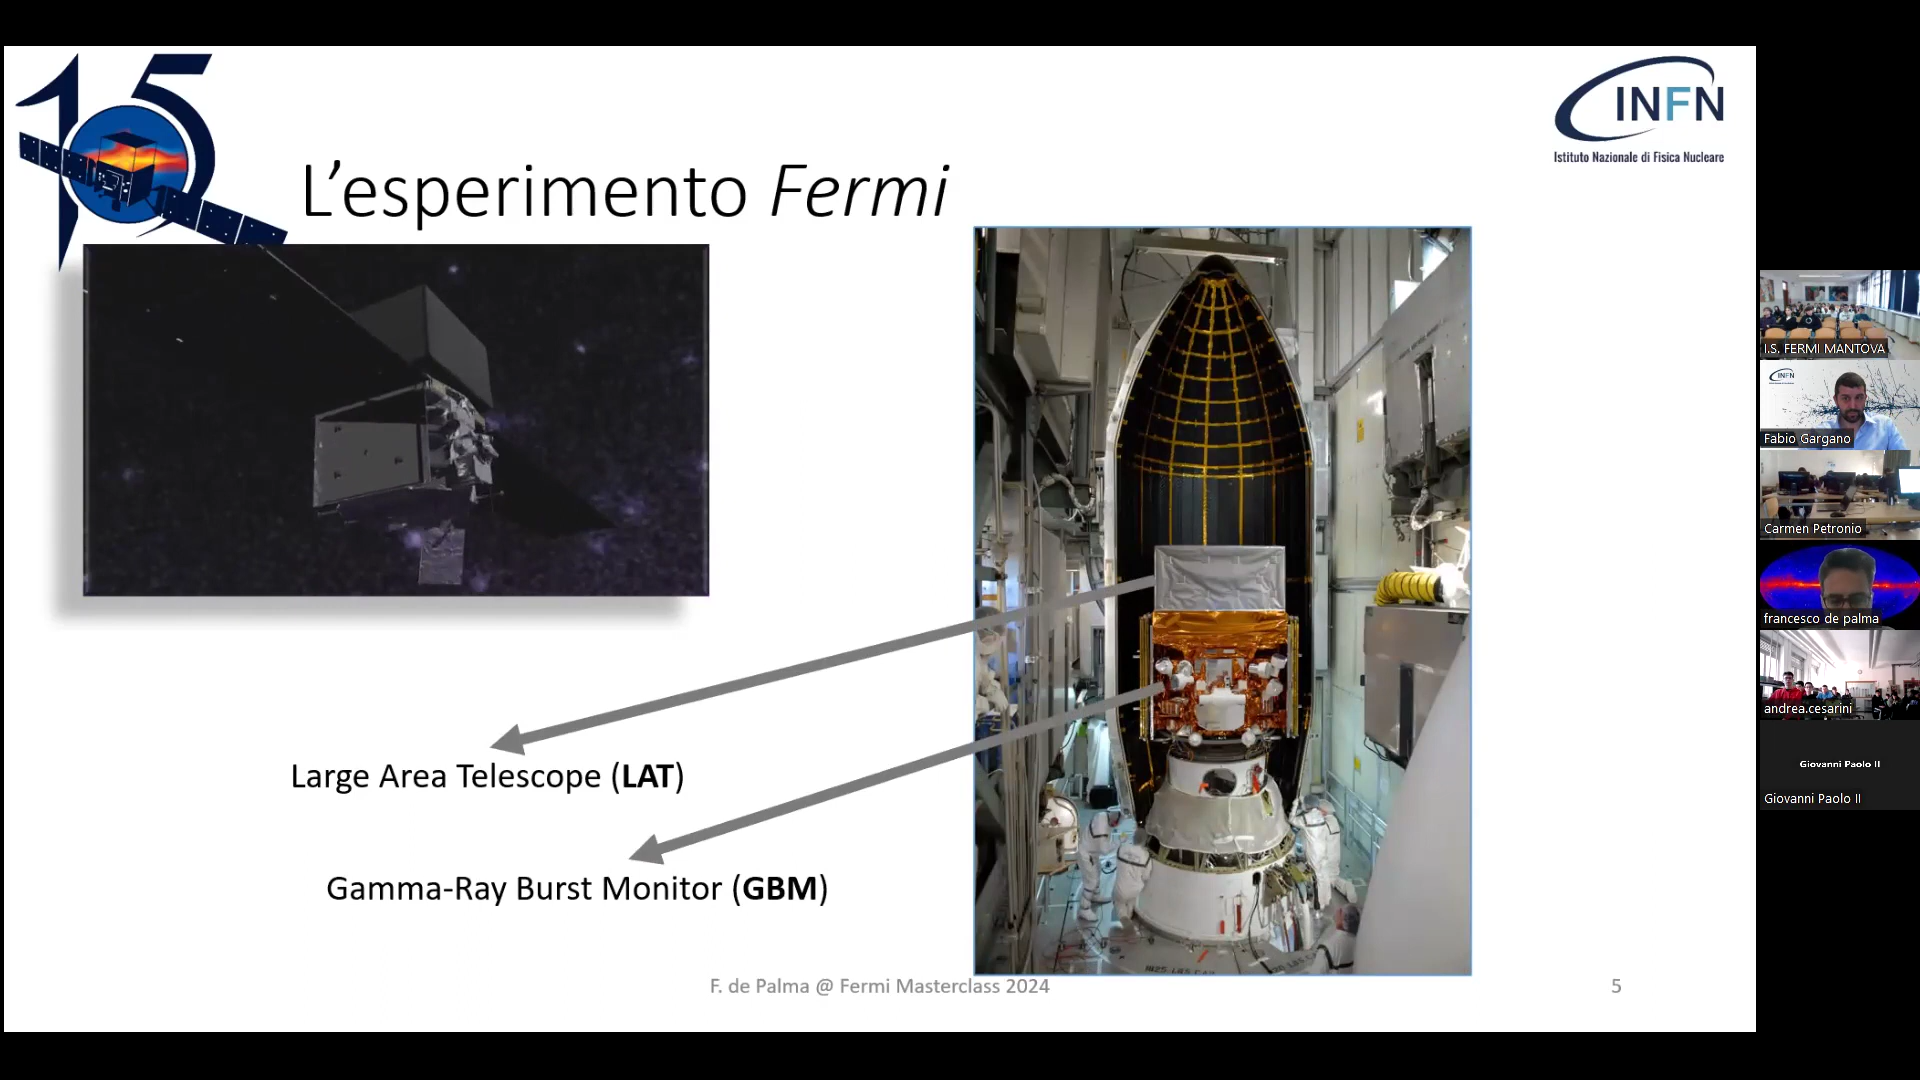 15
INFN
Istituto Nazionale di Fisica Nucleare
L’esperimento Fermi
Large Area Telescope (LAT)
Gamma-Ray Burst Monitor (GBM)
F. de Palma @ Fermi Masterclass 2024
5
I.S. FERMI MANTOVA
INFN
Fabio Gargano
Carmen Petronio
francesco de palma
andrea.cesarini
Giovanni Paolo II
Giovanni Paolo II